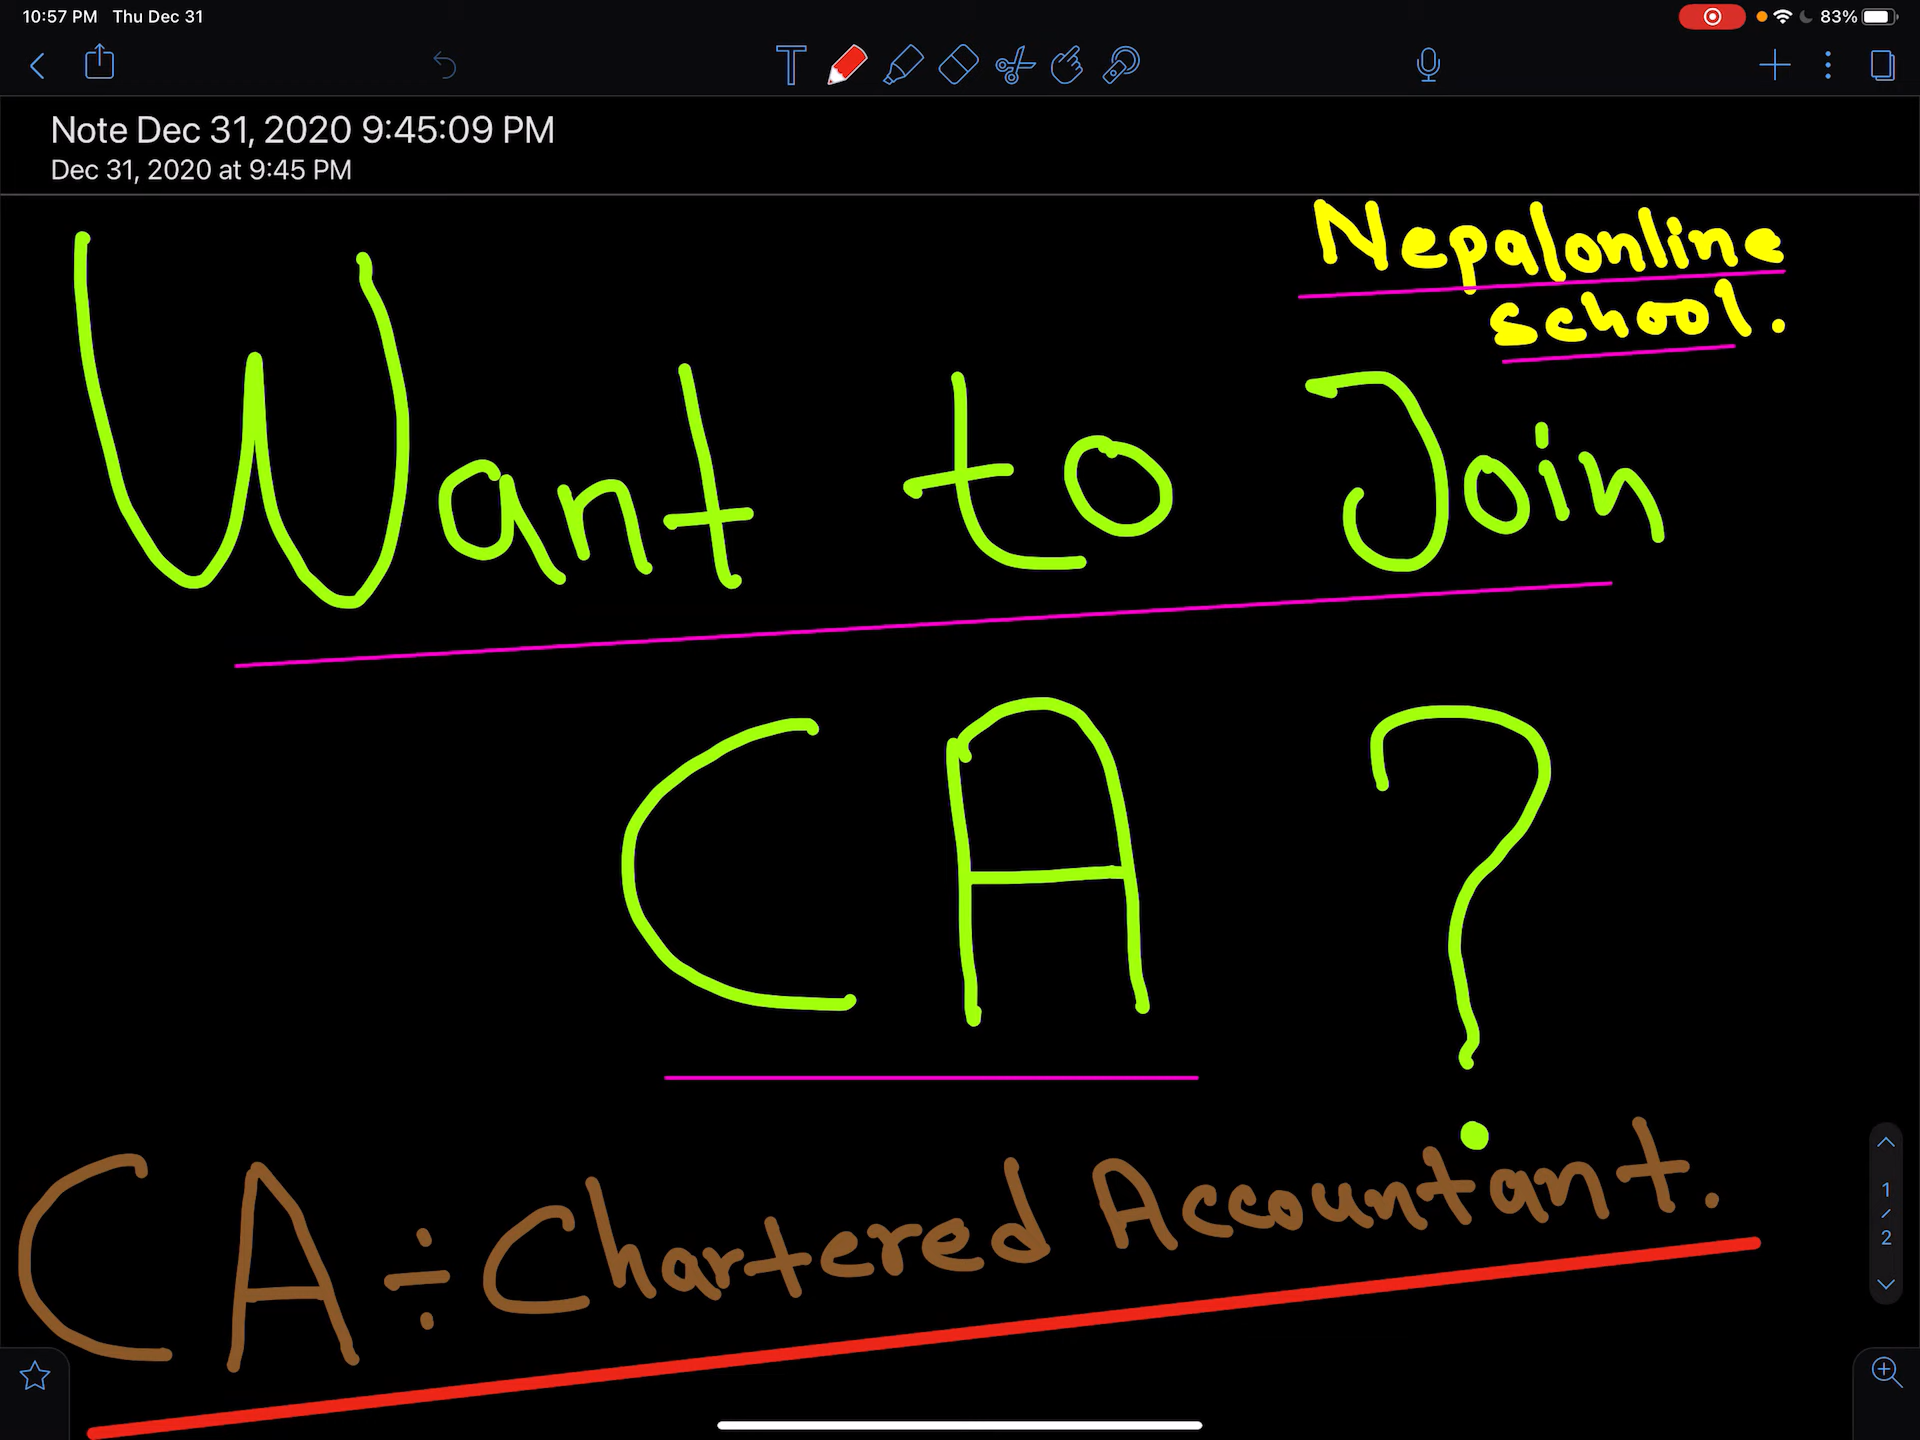 10:57 PM Thu Dec 31
83%
Note Dec 31, 2020 9:45:09 PM
Dec 31, 2020 at 9:45 PM
Nepalonline
school.
Want to Join
CA ?
CA ÷ Chartered Accountant.
1
/
2